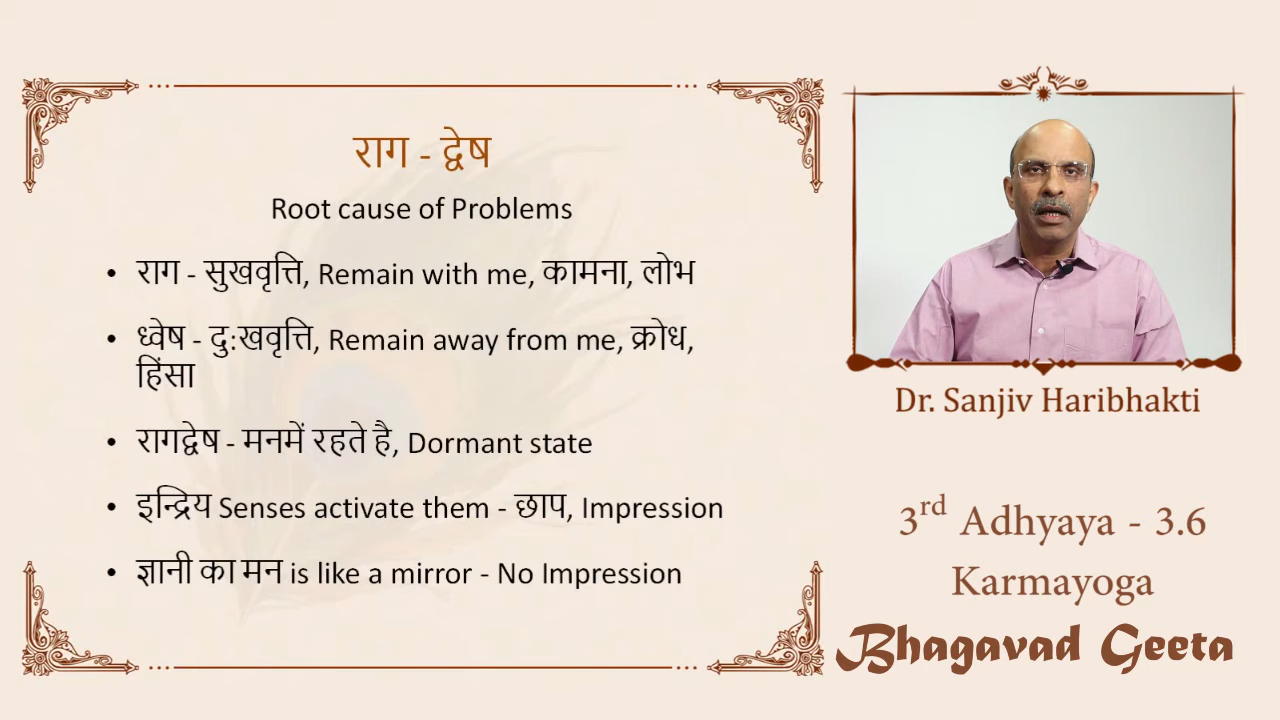 राग - द्वेष
Root cause of Problems
• राग - सुखवृत्ति, Remain with me, कामना, लोभ
• ध्वेष - दु:खवृत्ति, Remain away from me, क्रोध,
हिंसा
• रागद्वेष - मनमें रहते है, Dormant state
• इन्द्रिय Senses activate them - छाप, Impression
• ज्ञानी का मन is like a mirror - No Impression
Dr. Sanjiv Haribhakti
3rd Adhyaya - 3.6
Karmayoga
Bhagavad Geeta